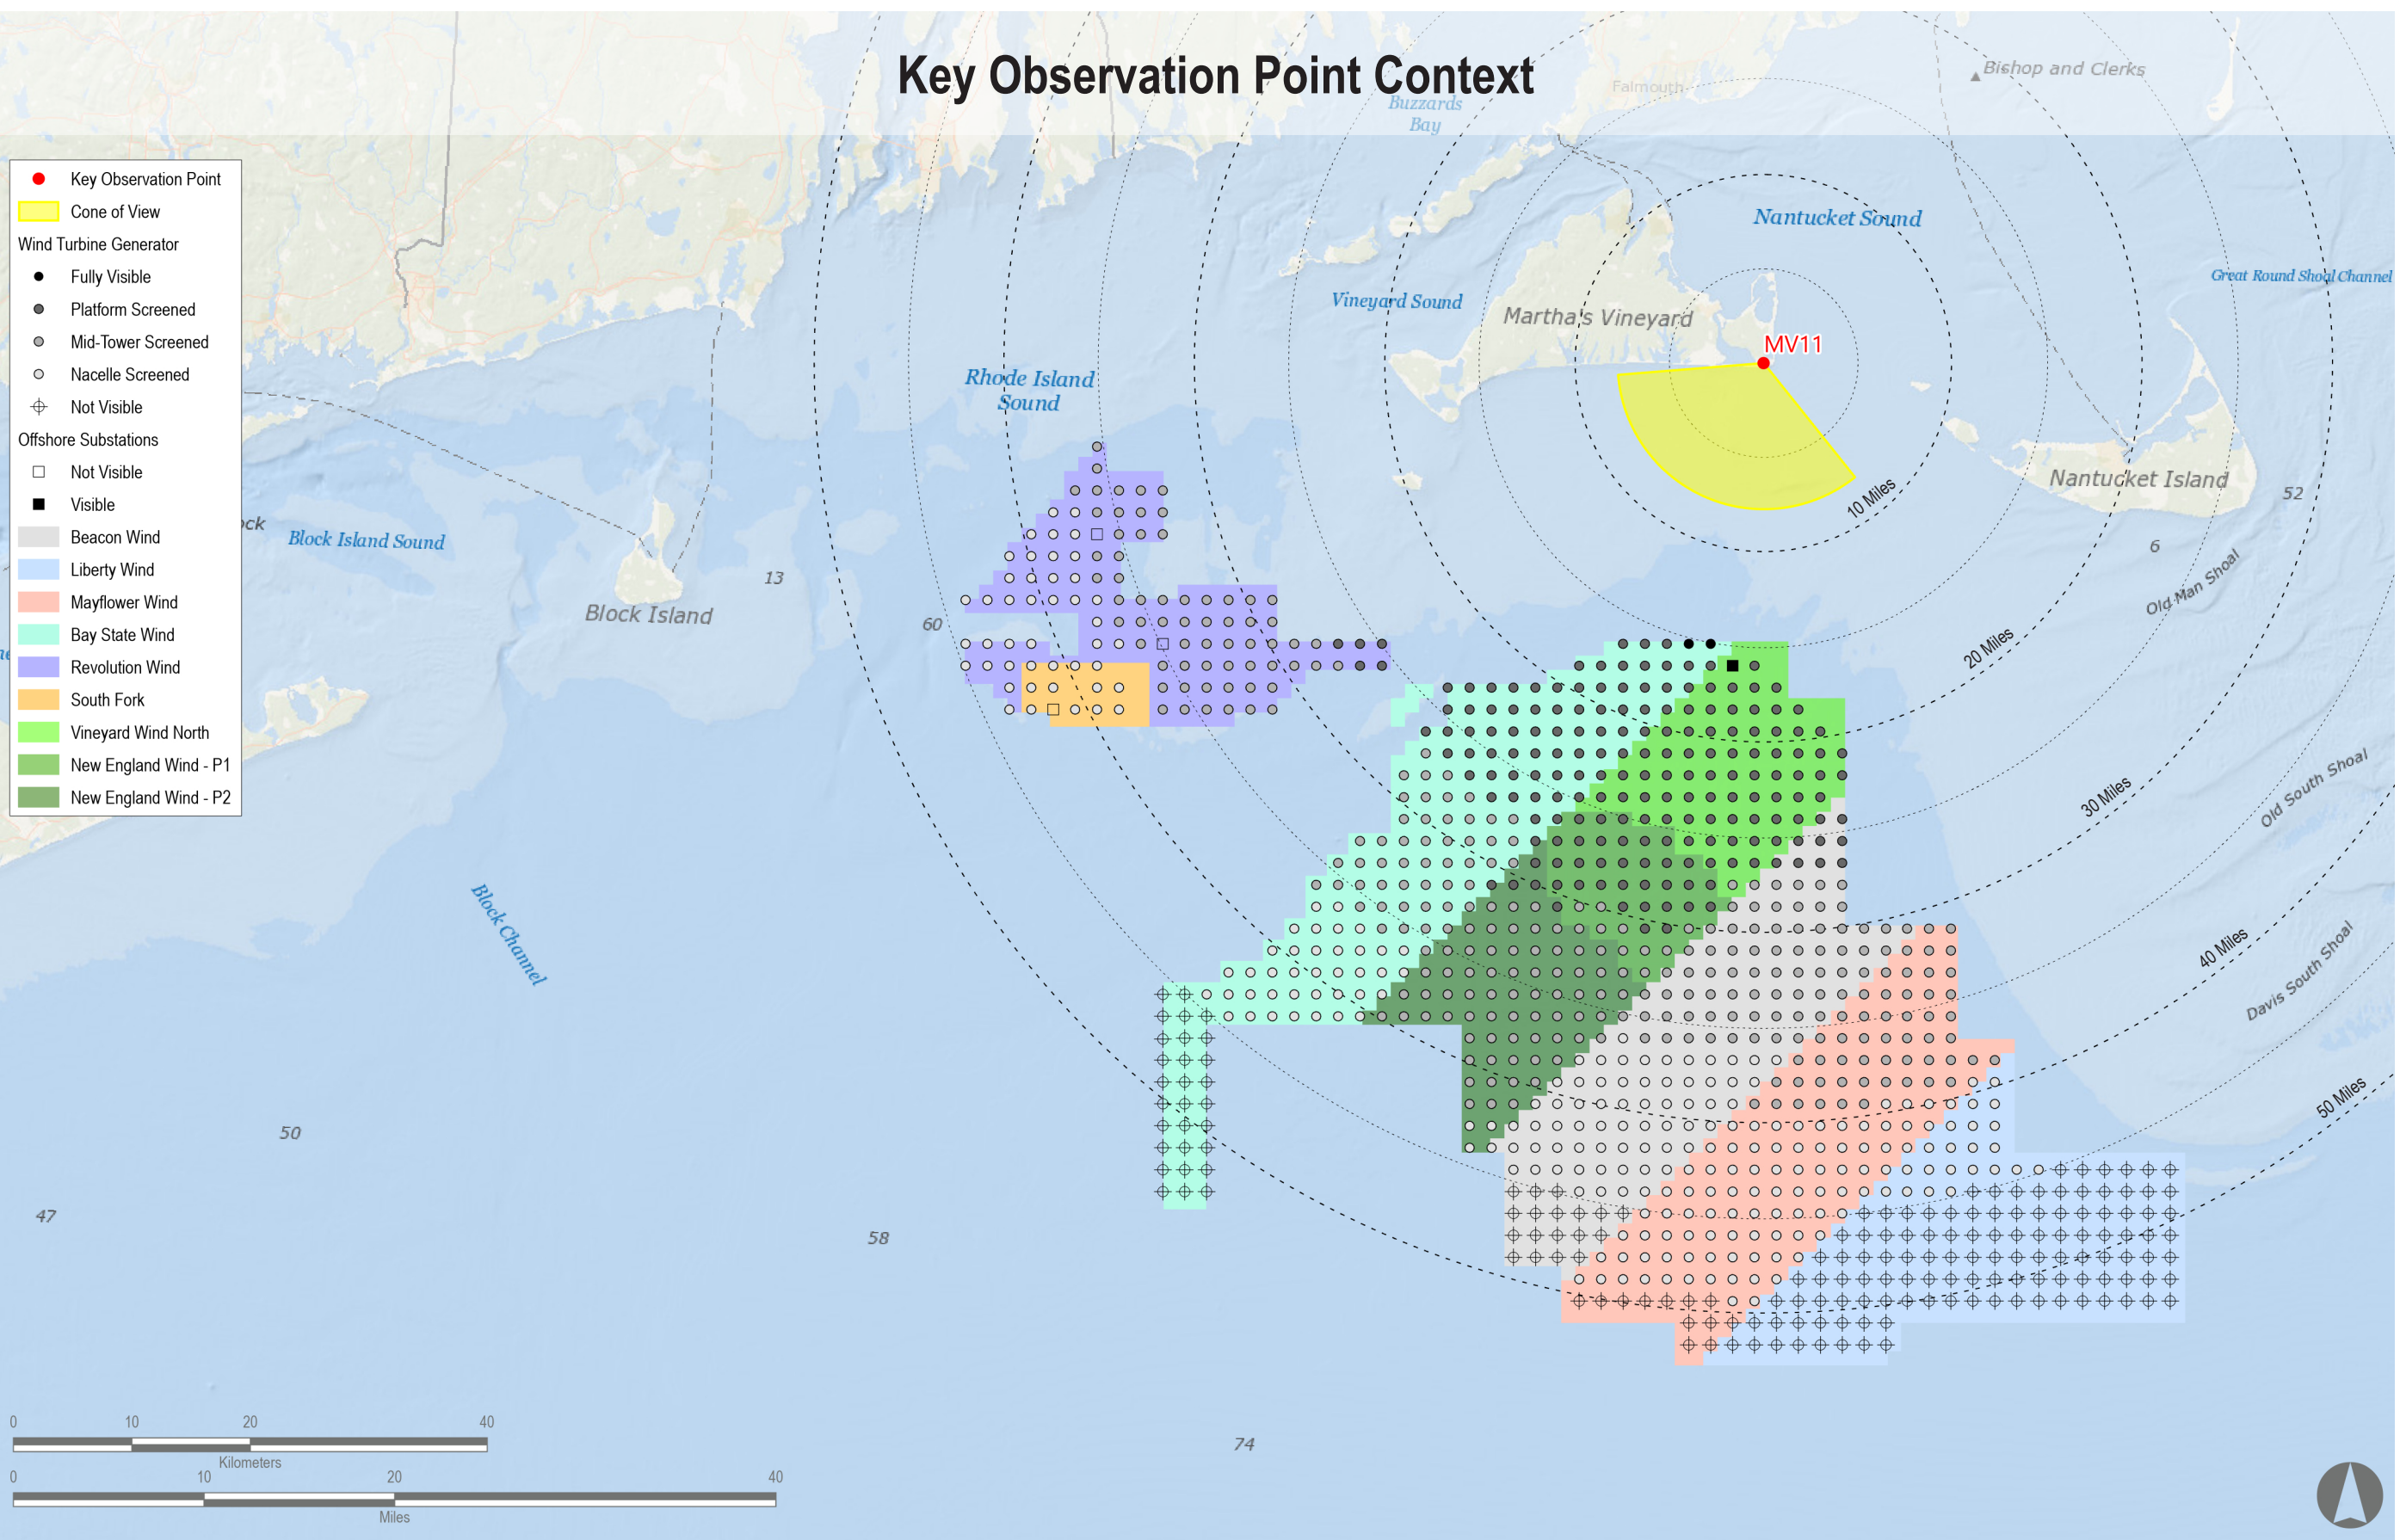 Key Observation Point Context
Bishop and Clerks
Falmouth
Buzzards
Bay
Key Observation Point
Cone of View
Wind Turbine Generator
Fully Visible
Platform Screened
Mid-Tower Screened
Nacelle Screened
Not Visible
Offshore Substations
Not Visible
Visible
Beacon Wind
Liberty Wind
Mayflower Wind
Bay State Wind
Revolution Wind
South Fork
Vineyard Wind North
New England Wind - P1
New England Wind - P2
Nantucket Sound
Great Round Shoal Channel
Vineyard Sound
Martha's Vineyard
MV11
Rhode Island
Sound
Nantucket Island
52
10 Miles
ock
Block Island Sound
6
13
Old Man Shoal
Block Island
60
20 Miles
30 Miles
Old South Shoal
Block Channel
40 Miles
Davis South Shoal
50 Miles
50
47
58
74
0 10 20 40
Kilometers
0 10 20 40
Miles